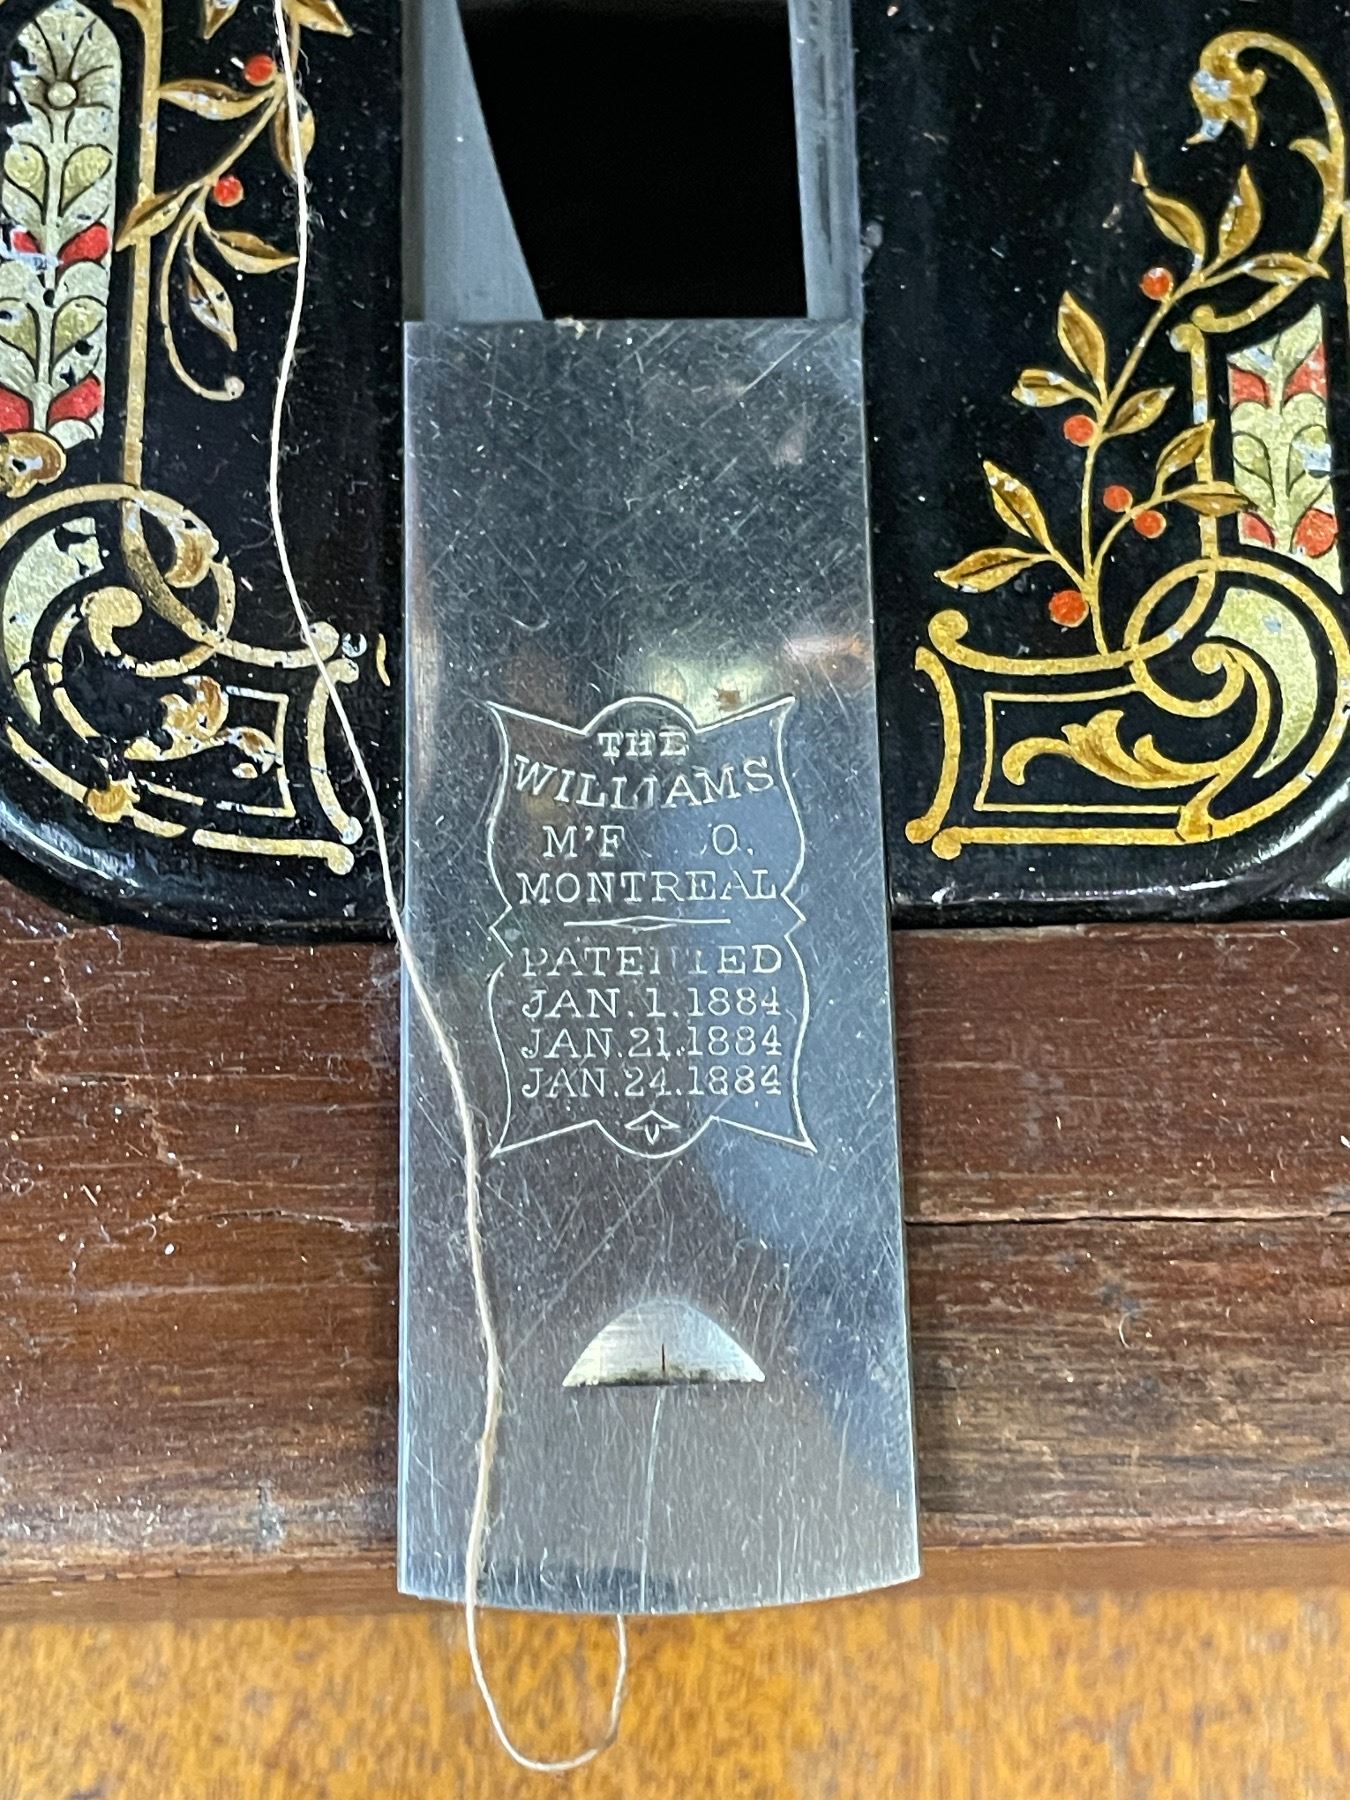 THE
WILLIAMS
M'F O.
MONTREAL
PATENTED
JAN.1.1884
JAN.21.1884
JAN.24.1884